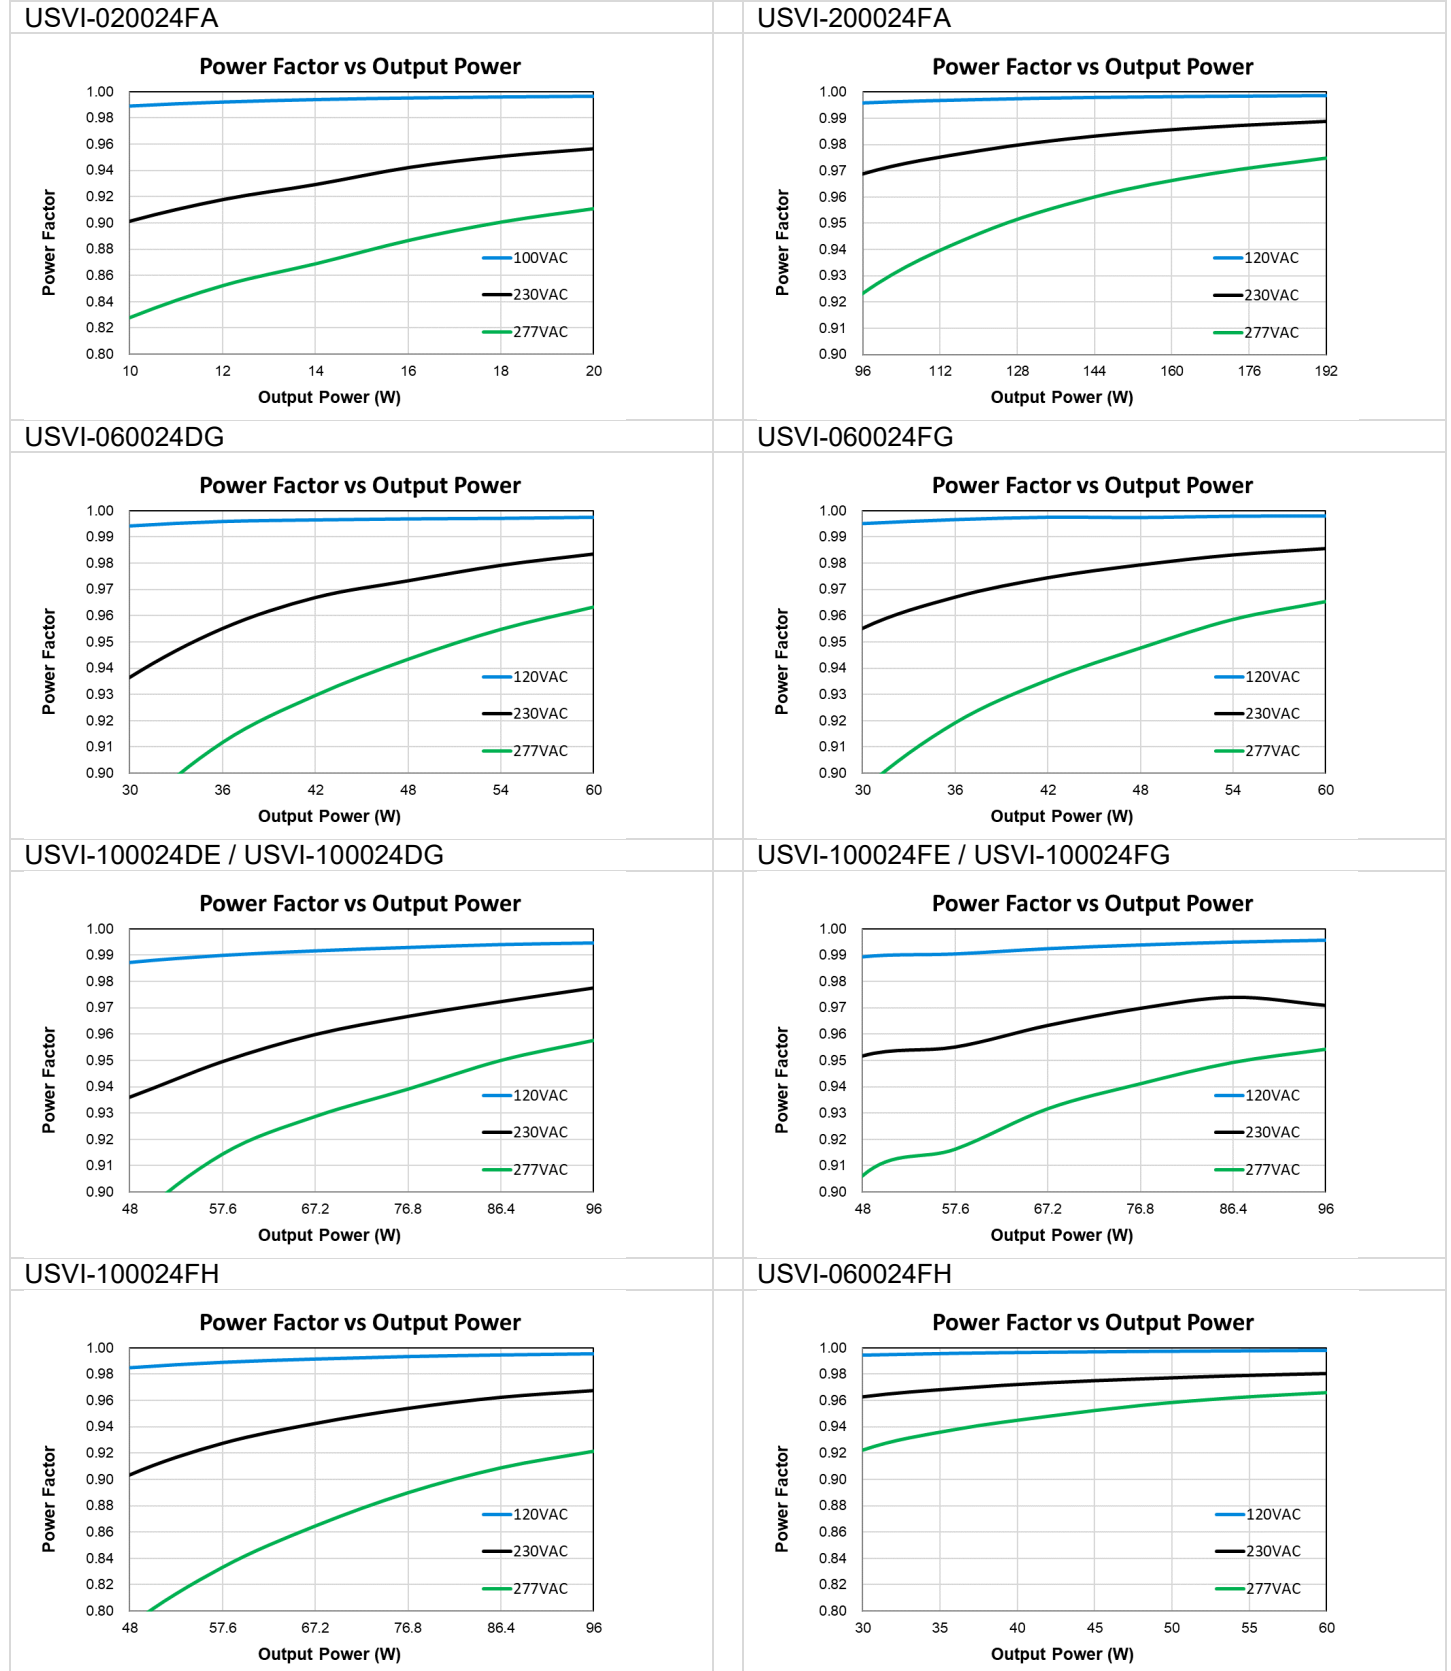 USVI-020024FA
Power Factor vs Output Power
Power Factor
1.00
0.98
0.96
0.94
0.92
0.90
0.88
0.86
0.84
0.82
0.80
100VAC
230VAC
277VAC
10 12 14 16 18 20
Output Power (W)
USVI-200024FA
Power Factor vs Output Power
Power Factor
1.00
0.99
0.98
0.97
0.96
0.95
0.94
0.93
0.92
0.91
0.90
120VAC
230VAC
277VAC
96 112 128 144 160 176 192
Output Power (W)
USVI-060024DG
Power Factor vs Output Power
Power Factor
1.00
0.99
0.98
0.97
0.96
0.95
0.94
0.93
0.92
0.91
0.90
120VAC
230VAC
277VAC
30 36 42 48 54 60
Output Power (W)
USVI-060024FG
Power Factor vs Output Power
Power Factor
1.00
0.99
0.98
0.97
0.96
0.95
0.94
0.93
0.92
0.91
0.90
120VAC
230VAC
277VAC
30 36 42 48 54 60
Output Power (W)
USVI-100024DE / USVI-100024DG
Power Factor vs Output Power
Power Factor
1.00
0.99
0.98
0.97
0.96
0.95
0.94
0.93
0.92
0.91
0.90
120VAC
230VAC
277VAC
48 57.6 67.2 76.8 86.4 96
Output Power (W)
USVI-100024FE / USVI-100024FG
Power Factor vs Output Power
Power Factor
1.00
0.99
0.98
0.97
0.96
0.95
0.94
0.93
0.92
0.91
0.90
120VAC
230VAC
277VAC
48 57.6 67.2 76.8 86.4 96
Output Power (W)
USVI-100024FH
Power Factor vs Output Power
Power Factor
1.00
0.98
0.96
0.94
0.92
0.90
0.88
0.86
0.84
0.82
0.80
120VAC
230VAC
277VAC
48 57.6 67.2 76.8 86.4 96
Output Power (W)
USVI-060024FH
Power Factor vs Output Power
Power Factor
1.00
0.98
0.96
0.94
0.92
0.90
0.88
0.86
0.84
0.82
0.80
120VAC
230VAC
277VAC
30 35 40 45 50 55 60
Output Power (W)